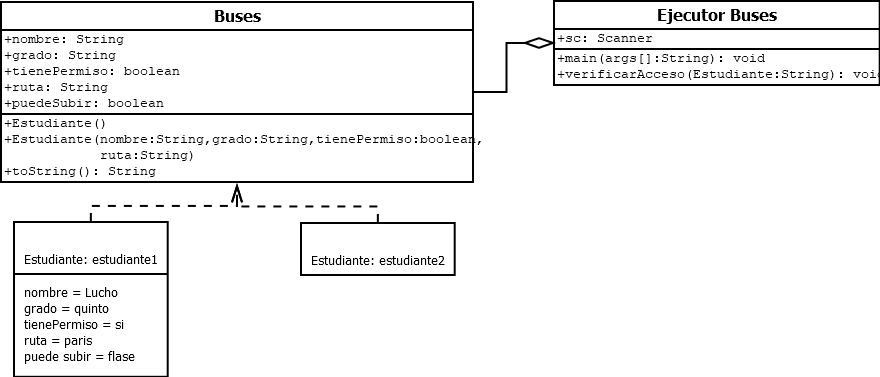 Buses
+nombre: String
+grado: String
+tienePermiso: boolean
+ruta: String
+puedeSubir: boolean
+Estudiante()
+Estudiante(nombre:String,grado:String,tienePermiso:boolean,
ruta:String)
+toString(): String
Ejecutor Buses
+sc: Scanner
+main(args[]:String): void
+verificarAcceso(Estudiante:String): voi
Estudiante: estudiante1
nombre = Lucho
grado = quinto
tienePermiso = si
ruta = paris
puede subir = flase
Estudiante: estudiante2